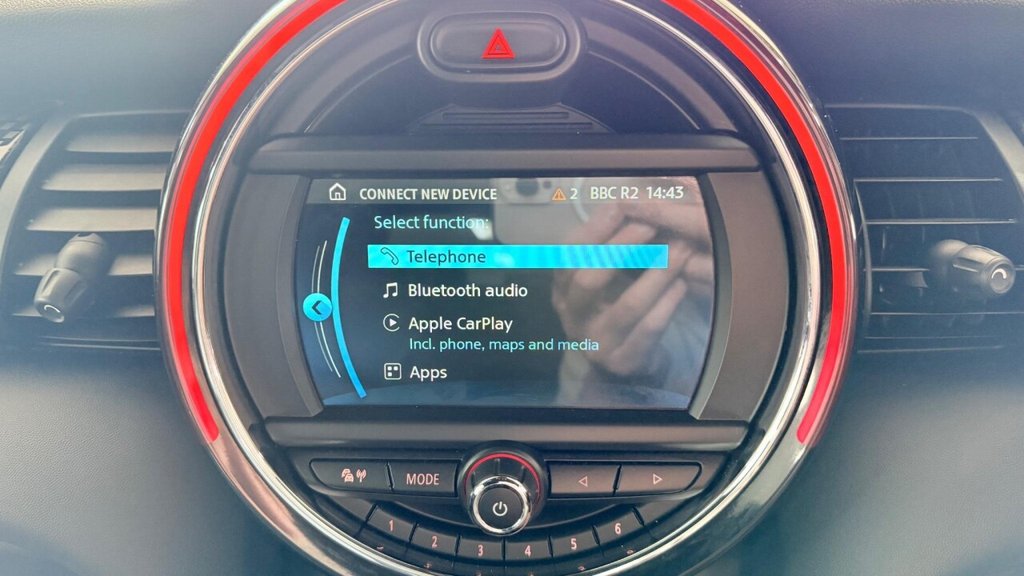 CONNECT NEW DEVICE 2 BBC R2 14:43
Select function:
Telephone
Bluetooth audio
Apple CarPlay
Incl. phone, maps and media
Apps
MODE
1 2 3 4 5 6